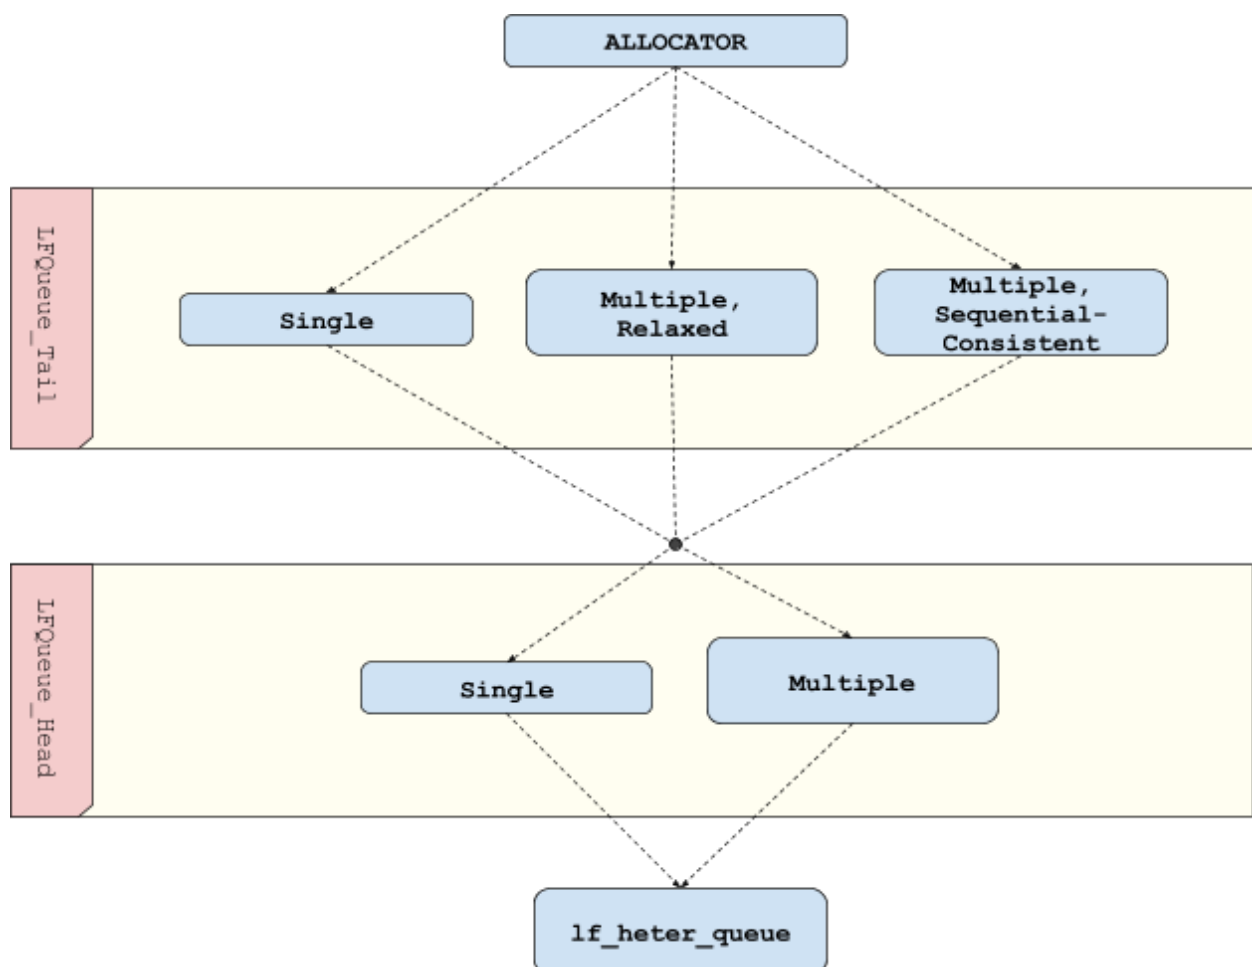 ALLOCATOR
LFQueue_Tail
Single
Multiple,
Relaxed
Multiple,
Sequential-
Consistent
LFQueue_Head
Single
Multiple
lf_heter_queue